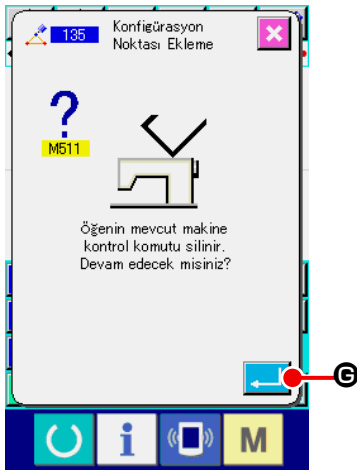 135
Konfigürasyon
Noktası Ekleme
?
M511
Öğenin mevcut makine
kontrol komutu silinir.
Devam edecek misiniz?
G
i
M